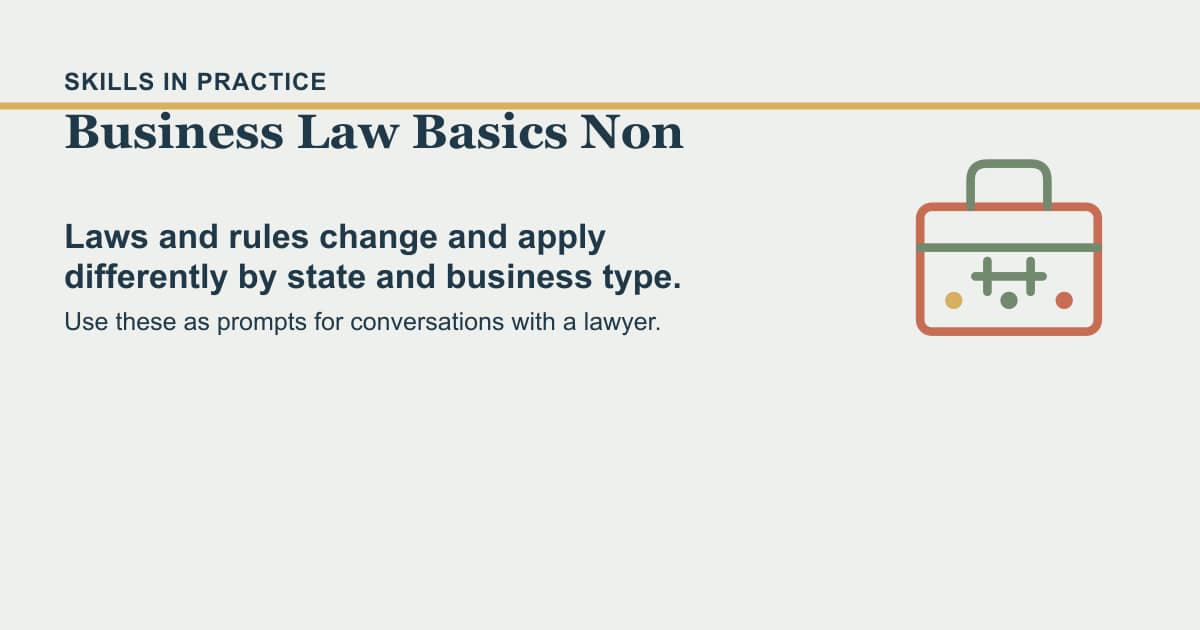 SKILLS IN PRACTICE
Business Law Basics Non
Laws and rules change and apply
differently by state and business type.
Use these as prompts for conversations with a lawyer.